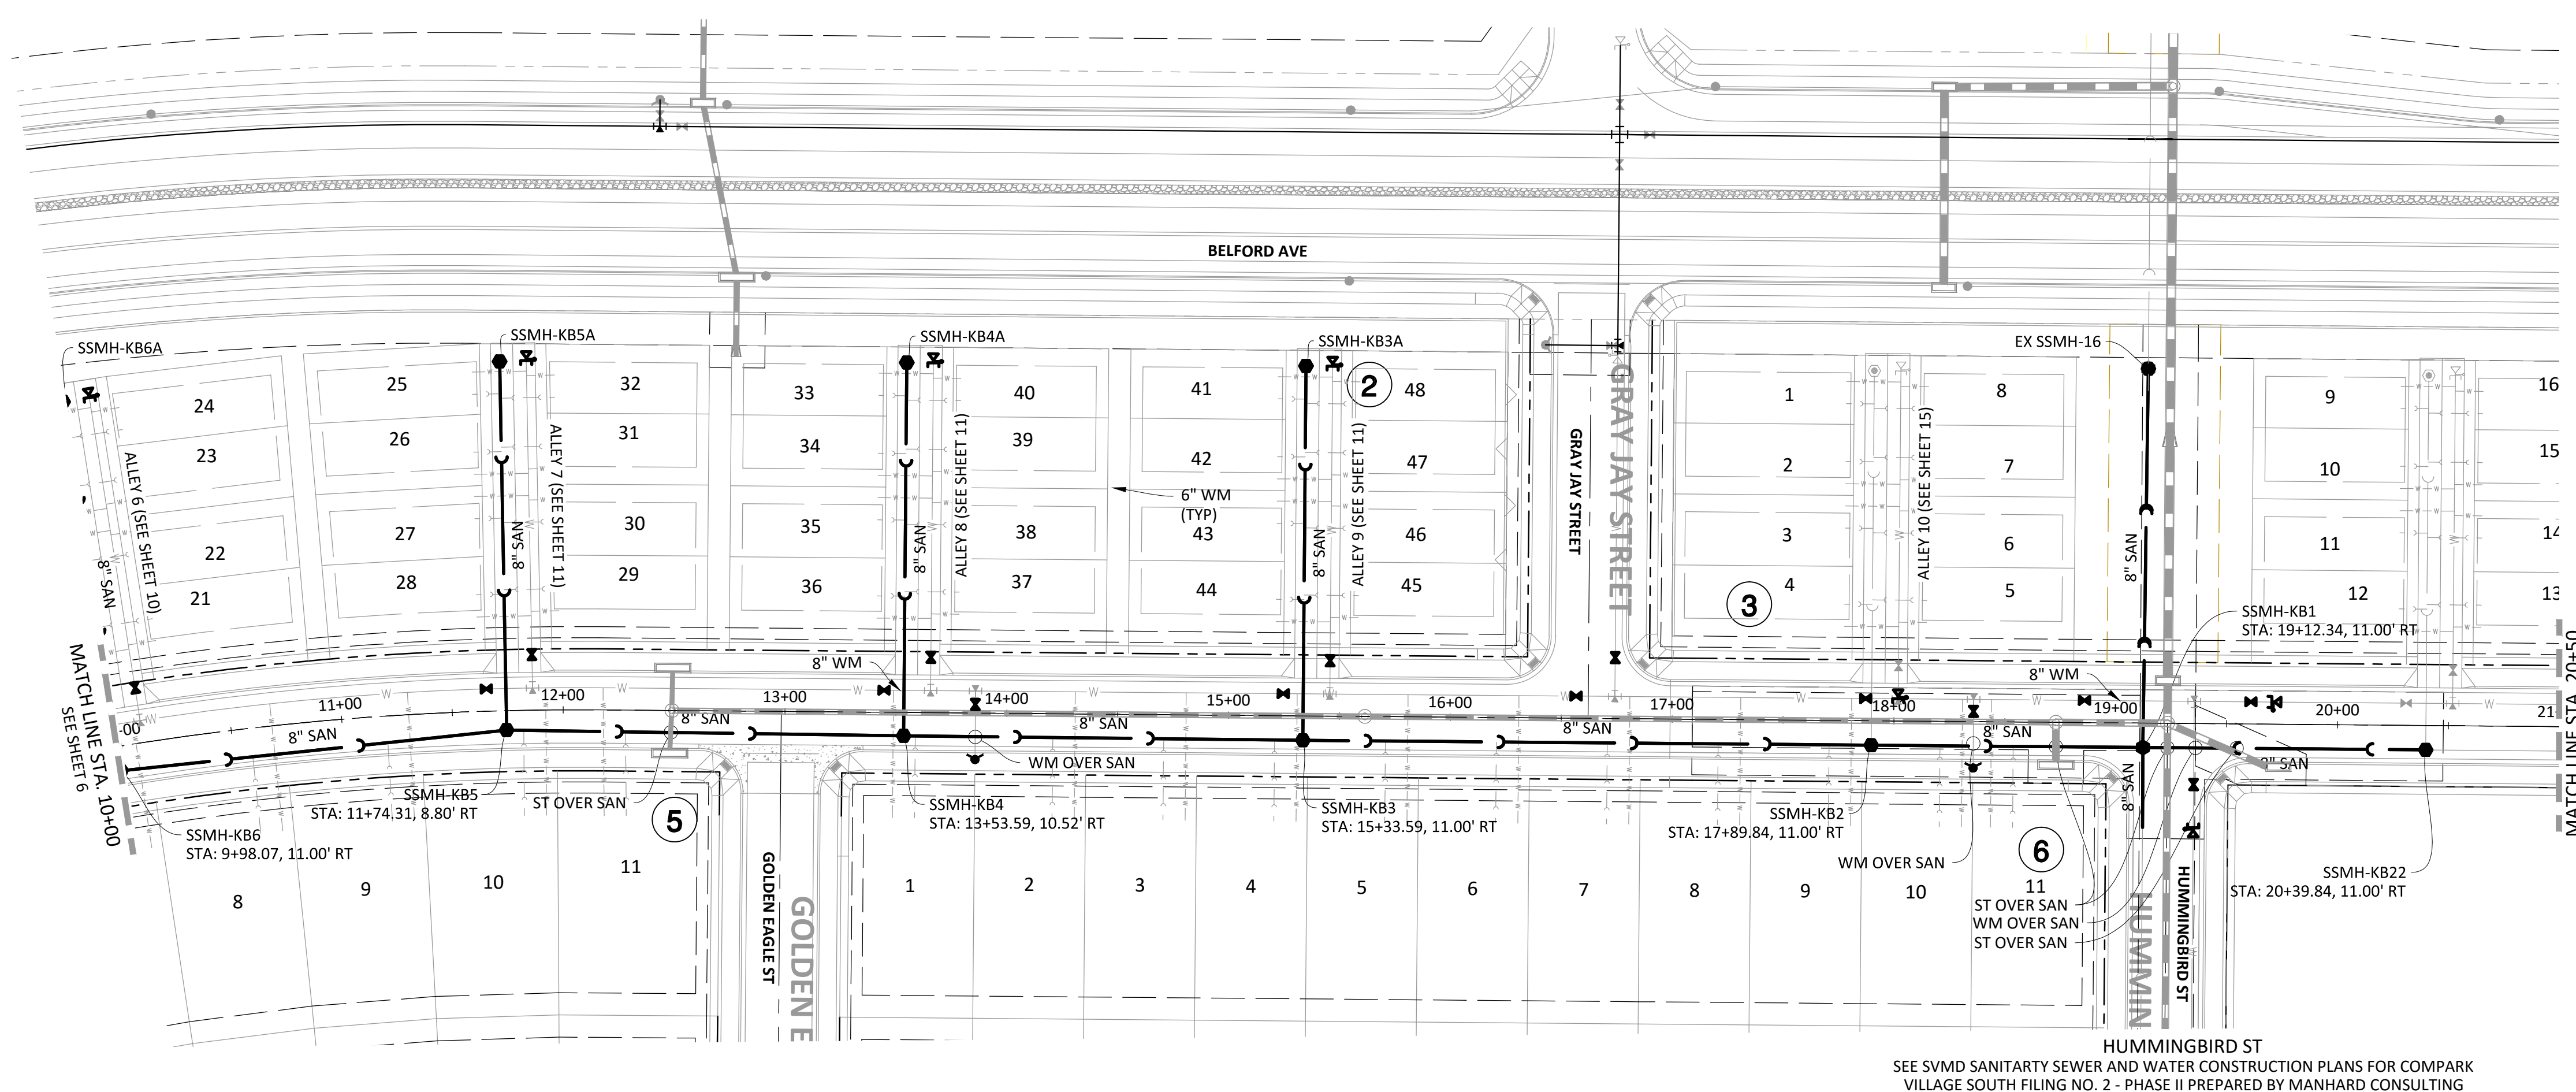 BELFORD AVE
SSMH-KB6A
SSMH-KB5A
SSMH-KB4A
SSMH-KB3A
EX SSMH-16
24
25
32
33
40
41
2
48
1
8
9
16
23
26
31
34
39
42
47
2
7
10
15
22
27
30
35
38
43
46
3
6
11
14
21
28
29
36
37
44
45
4
5
12
13
3
6" WM
(TYP)
ALLEY 6 (SEE SHEET 10)
ALLEY 7 (SEE SHEET 11)
ALLEY 8 (SEE SHEET 11)
ALLEY 9 (SEE SHEET 11)
ALLEY 10 (SEE SHEET 15)
8" SAN
8" SAN
8" SAN
8" SAN
8" SAN
GRAY JAY STREET
GRAY JAY STREET
SSMH-KB1
STA: 19+12.34, 11.00' RT
MATCH LINE STA. 10+00
SEE SHEET 6
MATCH LINE STA. 20+50
8" WM
8" WM
-00
11+00
12+00
13+00
14+00
15+00
16+00
17+00
18+00
19+00
20+00
21+
8" SAN
8" SAN
8" SAN
8" SAN
8" SAN
8" SAN
8" SAN
WM OVER SAN
SSMH-KB6
STA: 9+98.07, 11.00' RT
SSMH-KB5
STA: 11+74.31, 8.80' RT
ST OVER SAN
5
SSMH-KB4
STA: 13+53.59, 10.52' RT
SSMH-KB3
STA: 15+33.59, 11.00' RT
SSMH-KB2
STA: 17+89.84, 11.00' RT
WM OVER SAN
6
SSMH-KB22
STA: 20+39.84, 11.00' RT
8
9
10
11
1
2
3
4
5
6
7
8
9
10
11
ST OVER SAN
WM OVER SAN
ST OVER SAN
GOLDEN EAGLE ST
GOLDEN E
HUMMINGBIRD ST
HUMMIN
HUMMINGBIRD ST
SEE SVMD SANITARTY SEWER AND WATER CONSTRUCTION PLANS FOR COMPARK
VILLAGE SOUTH FILING NO. 2 - PHASE II PREPARED BY MANHARD CONSULTING